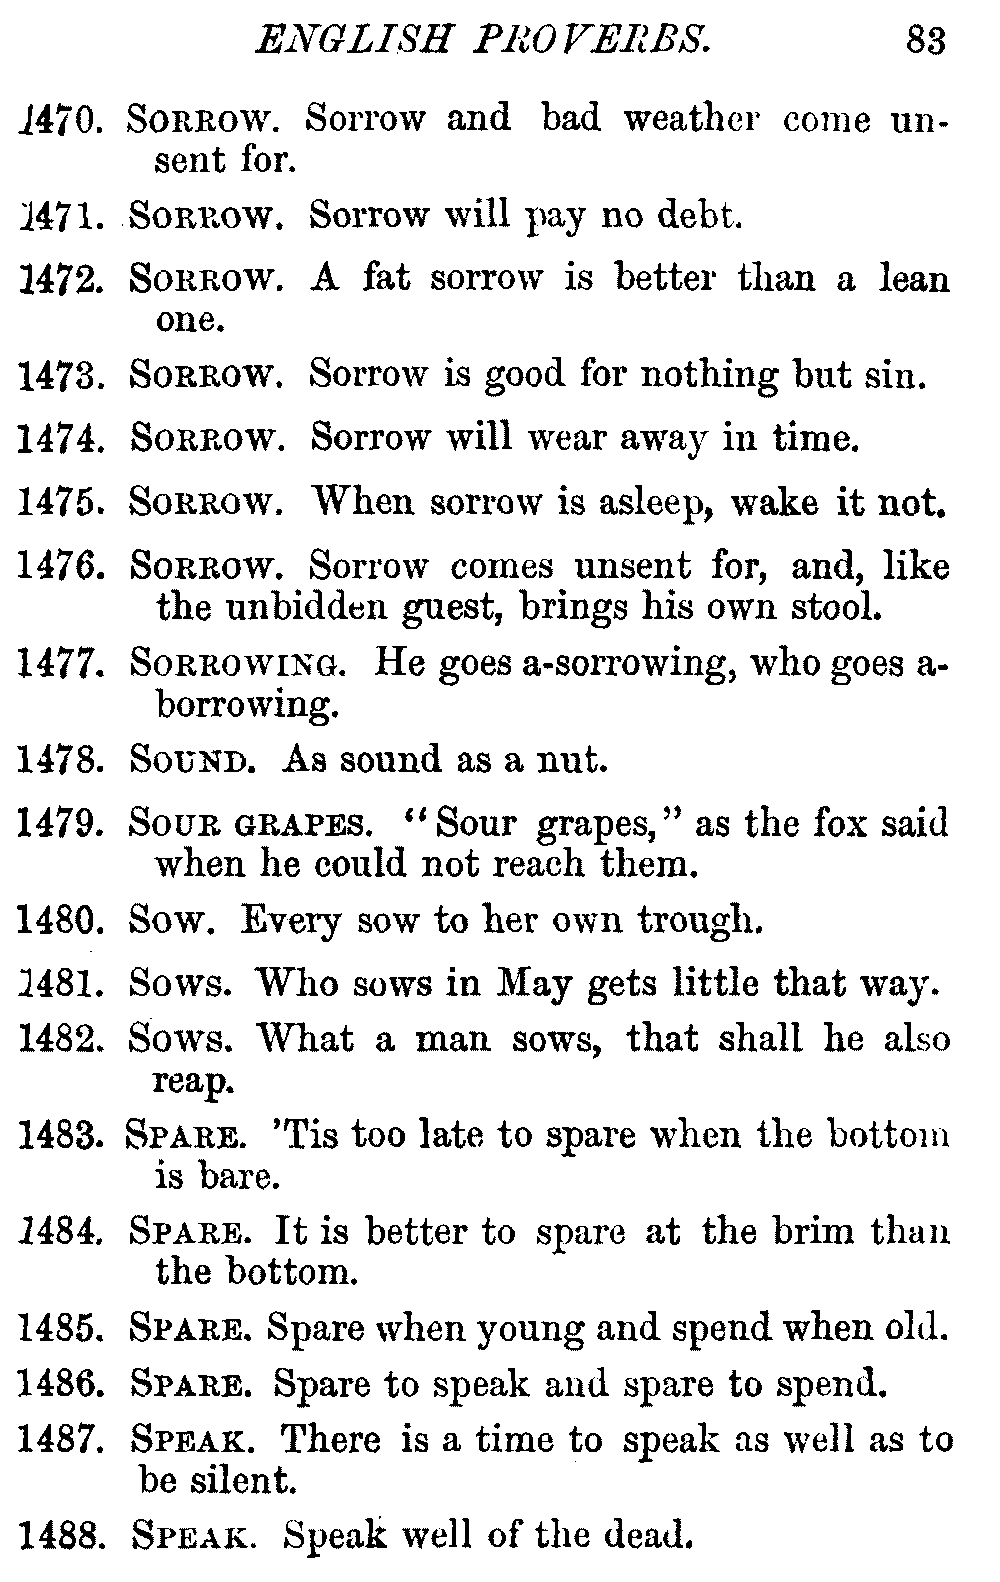 ENGLISH PROVERBS. 83
1470. SORROW. Sorrow and bad weather come un-
sent for.
1471. SORROW. Sorrow will pay no debt.
1472. SORROW. A fat sorrow is better than a lean
one.
1473. SORROW. Sorrow is good for nothing but sin.
1474. SORROW. Sorrow will wear away in time.
1475. SORROW. When sorrow is asleep, wake it not.
1476. SORROW. Sorrow comes unsent for, and, like
the unbidden guest, brings his own stool.
1477. SORROWING. He goes a-sorrowing, who goes a-
borrowing.
1478. SOUND. As sound as a nut.
1479. SOUR GRAPES. "Sour grapes," as the fox said
when he could not reach them.
1480. SOW. Every sow to her own trough.
1481. SOWS. Who sows in May gets little that way.
1482. SOWS. What a man sows, that shall he also
reap.
1483. SPARE. 'Tis too late to spare when the bottom
is bare.
1484. SPARE. It is better to spare at the brim than
the bottom.
1485. SPARE. Spare when young and spend when old.
1486. SPARE. Spare to speak and spare to spend.
1487. SPEAK. There is a time to speak as well as to
be silent.
1488. SPEAK. Speak well of the dead.